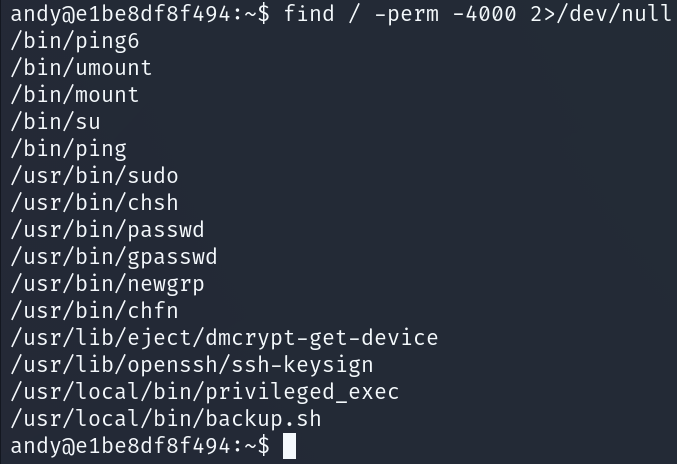 andy@e1be8df8f494:~$ find / -perm -4000 2>/dev/null
/bin/ping6
/bin/umount
/bin/mount
/bin/su
/bin/ping
/usr/bin/sudo
/usr/bin/chsh
/usr/bin/passwd
/usr/bin/gpasswd
/usr/bin/newgrp
/usr/bin/chfn
/usr/lib/eject/dmcrypt-get-device
/usr/lib/openssh/ssh-keysign
/usr/local/bin/privileged_exec
/usr/local/bin/backup.sh
andy@e1be8df8f494:~$